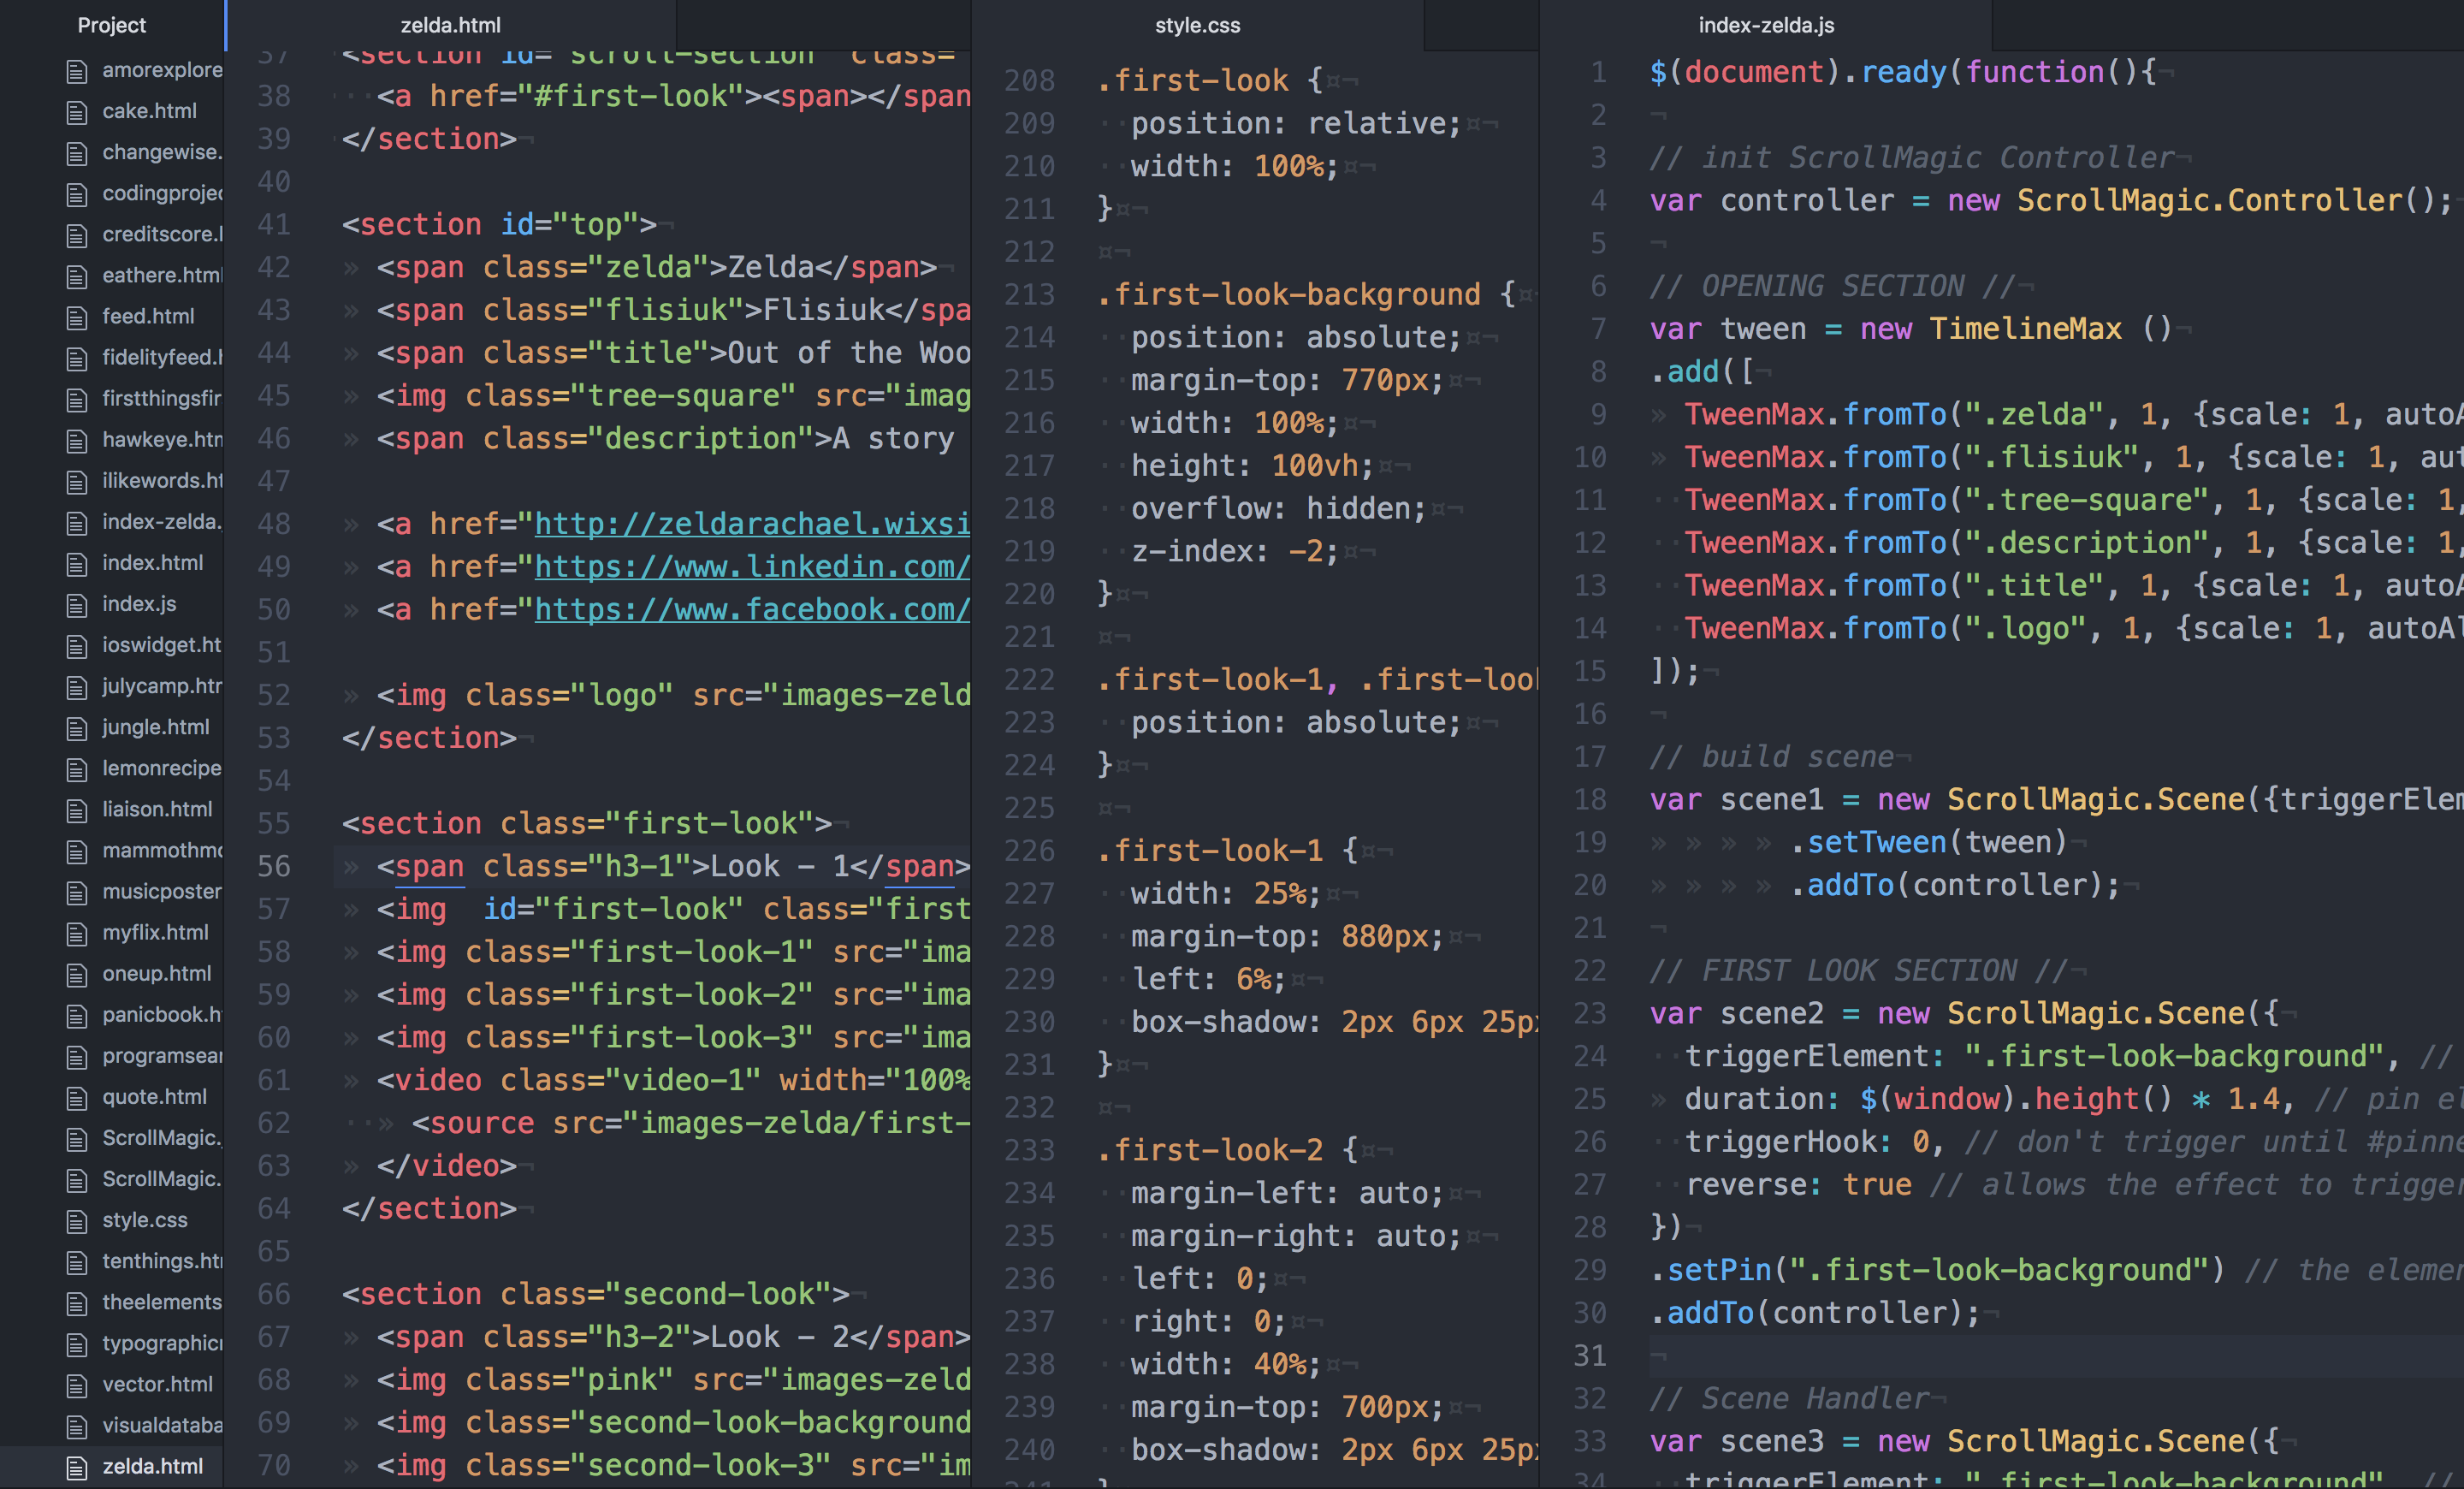 Project
amorexplore
cake.html
changewise.
codingprojec
creditscore.h
eathere.html
feed.html
fidelityfeed.h
firstthingsfir
hawkeye.htm
ilikewords.ht
index-zelda.
index.html
index.js
ioswidget.ht
julycamp.htm
jungle.html
lemonrecipe
liaison.html
mammothmo
musicposter
myflix.html
oneup.html
panicbook.h
programsear
quote.html
ScrollMagic.
ScrollMagic.
style.css
tenthings.htm
theelements
typographic
vector.html
visualdataba
zelda.html
zelda.html
37 <section id="scroll-section" class=
38 <a href="#first-look"><span></span
39 </section>
40
41 <section id="top">
42 <span class="zelda">Zelda</span>
43 <span class="flisiuk">Flisiuk</spa
44 <span class="title">Out of the Woo
45 <img class="tree-square" src="imag
46 <span class="description">A story
47
48 <a href="http://zeldarachael.wixsi
49 <a href="https://www.linkedin.com/
50 <a href="https://www.facebook.com/
51
52 <img class="logo" src="images-zeld
53 </section>
54
55 <section class="first-look">
56 <span class="h3-1">Look – 1</span>
57 <img  id="first-look" class="first
58 <img class="first-look-1" src="ima
59 <img class="first-look-2" src="ima
60 <img class="first-look-3" src="ima
61 <video class="video-1" width="100%
62 <source src="images-zelda/first-
63 </video>
64 </section>
65
66 <section class="second-look">
67 <span class="h3-2">Look – 2</span>
68 <img class="pink" src="images-zeld
69 <img class="second-look-background
70 <img class="second-look-3" src="im
style.css
208 .first-look {
209 position: relative;
210 width: 100%;
211 }
212
213 .first-look-background {
214 position: absolute;
215 margin-top: 770px;
216 width: 100%;
217 height: 100vh;
218 overflow: hidden;
219 z-index: -2;
220 }
221
222 .first-look-1, .first-look
223 position: absolute;
224 }
225
226 .first-look-1 {
227 width: 25%;
228 margin-top: 880px;
229 left: 6%;
230 box-shadow: 2px 6px 25px
231 }
232
233 .first-look-2 {
234 margin-left: auto;
235 margin-right: auto;
236 left: 0;
237 right: 0;
238 width: 40%;
239 margin-top: 700px;
240 box-shadow: 2px 6px 25px
241 }
index-zelda.js
1 $(document).ready(function(){
2
3 // init ScrollMagic Controller
4 var controller = new ScrollMagic.Controller();
5
6 // OPENING SECTION //
7 var tween = new TimelineMax ()
8 .add([
9 TweenMax.fromTo(".zelda", 1, {scale: 1, autoA
10 TweenMax.fromTo(".flisiuk", 1, {scale: 1, aut
11 TweenMax.fromTo(".tree-square", 1, {scale: 1,
12 TweenMax.fromTo(".description", 1, {scale: 1,
13 TweenMax.fromTo(".title", 1, {scale: 1, autoA
14 TweenMax.fromTo(".logo", 1, {scale: 1, autoAl
15 ]);
16
17 // build scene
18 var scene1 = new ScrollMagic.Scene({triggerElem
19 .setTween(tween)
20 .addTo(controller);
21
22 // FIRST LOOK SECTION //
23 var scene2 = new ScrollMagic.Scene({
24 triggerElement: ".first-look-background", //
25 duration: $(window).height() * 1.4, // pin el
26 triggerHook: 0, // don't trigger until #pinne
27 reverse: true // allows the effect to trigger
28 })
29 .setPin(".first-look-background") // the elemen
30 .addTo(controller);
31
32 // Scene Handler
33 var scene3 = new ScrollMagic.Scene({
34 triggerElement: ".first-look-background", //